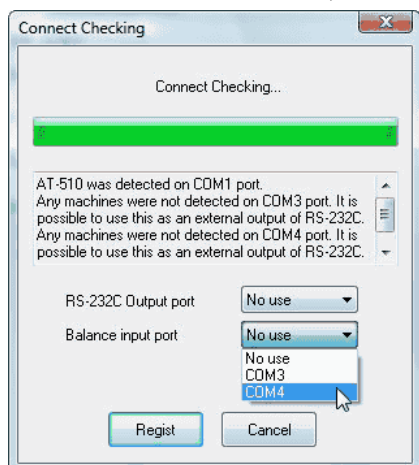 Connect Checking
Connect Checking...
AT-510 was detected on COM1 port.
Any machines were not detected on COM3 port. It is
possible to use this as an external output of RS-232C.
Any machines were not detected on COM4 port. It is
possible to use this as an external output of RS-232C.
RS-232C Output port No use
Balance input port No use
No use
COM3
COM4
Regist Cancel